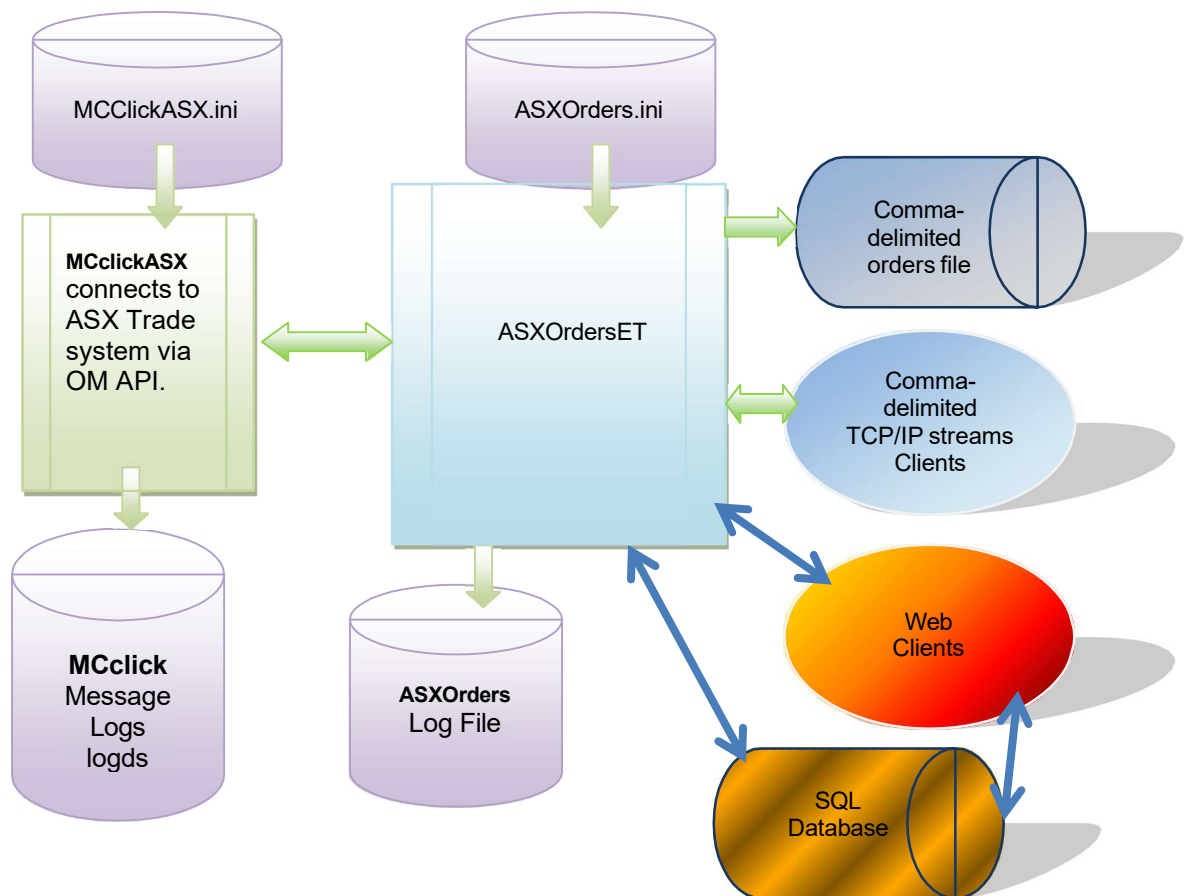 MCClickASX.ini
ASXOrders.ini
MCclickASX
connects to
ASX Trade
system via
OM API.
ASXOrdersET
Comma-
delimited
orders file
Comma-
delimited
TCP/IP streams
Clients
Web
Clients
MCclick
Message
Logs
logds
ASXOrders
Log File
SQL
Database